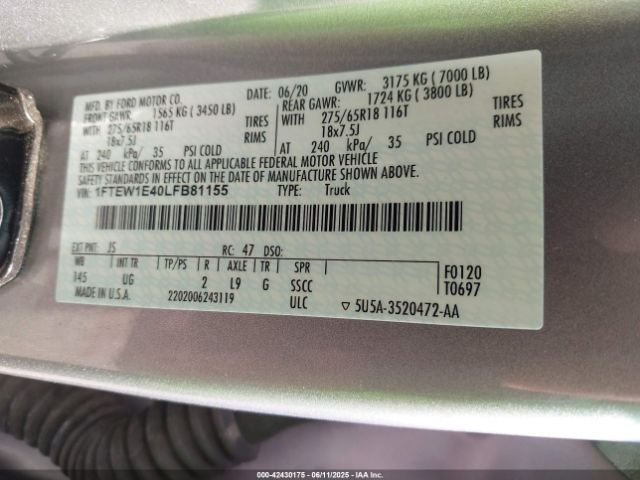 MFD. BY FORD MOTOR CO. DATE: 06/20 GVWR: 3175 KG ( 7000 LB)
FRONT GAWR: 1565 KG ( 3450 LB) REAR GAWR: 1724 KG ( 3800 LB)
WITH 275/65R18 116T TIRES WITH 275/65R18 116T TIRES
18x7.5J RIMS 18x7.5J RIMS
AT 240 kPa/ 35 PSI COLD AT 240 kPa/ 35 PSI COLD
THIS VEHICLE CONFORMS TO ALL APPLICABLE FEDERAL MOTOR VEHICLE
SAFETY STANDARDS IN EFFECT ON THE DATE OF MANUFACTURE SHOWN ABOVE.
VIN: 1FTEW1E40LFB81155 TYPE: Truck
EXT PNT: JS RC: 47 DSO:
WB INT TR TP/PS R AXLE TR SPR F0120
145 UG 2 L9 G SSCC T0697
MADE IN U.S.A. 2202006243119 ULC ▽ 5U5A-3520472-AA
IAA - 42430175 - 06/11/2025 - IAAI.COM